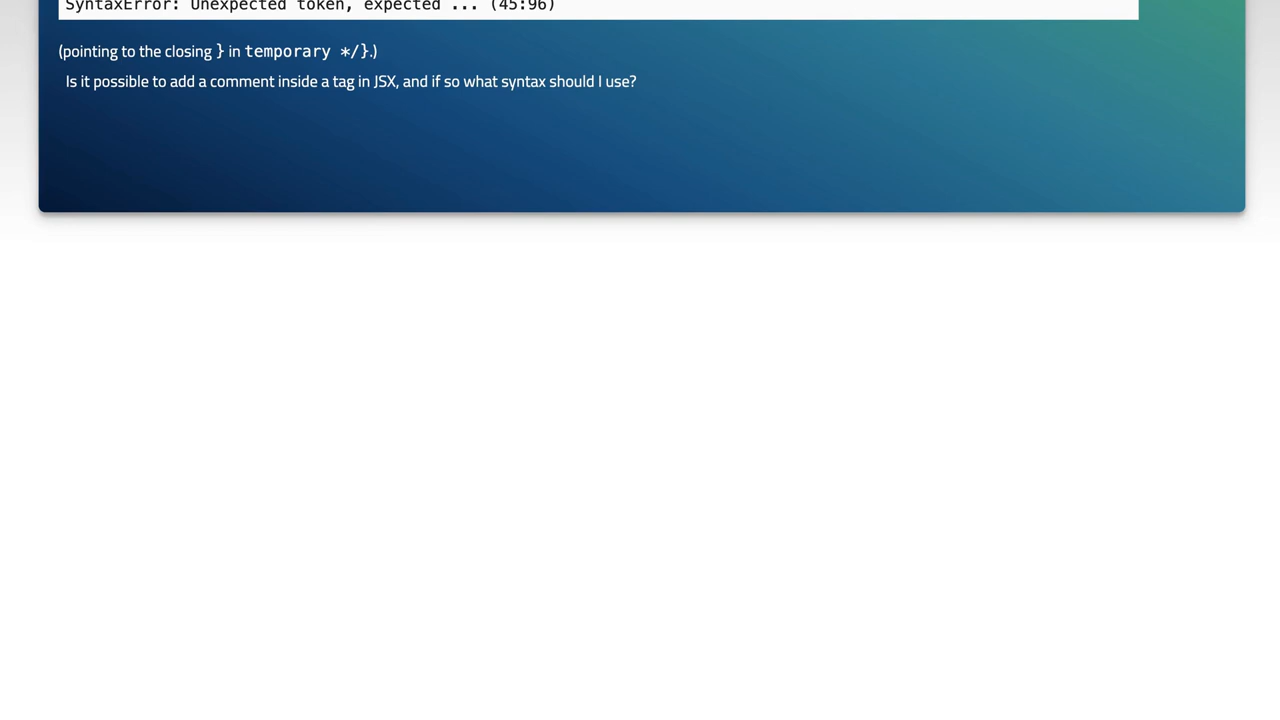 SyntaxError: Unexpected token, expected ... (45:96)
(pointing to the closing } in temporary */}.)
Is it possible to add a comment inside a tag in JSX, and if so what syntax should I use?